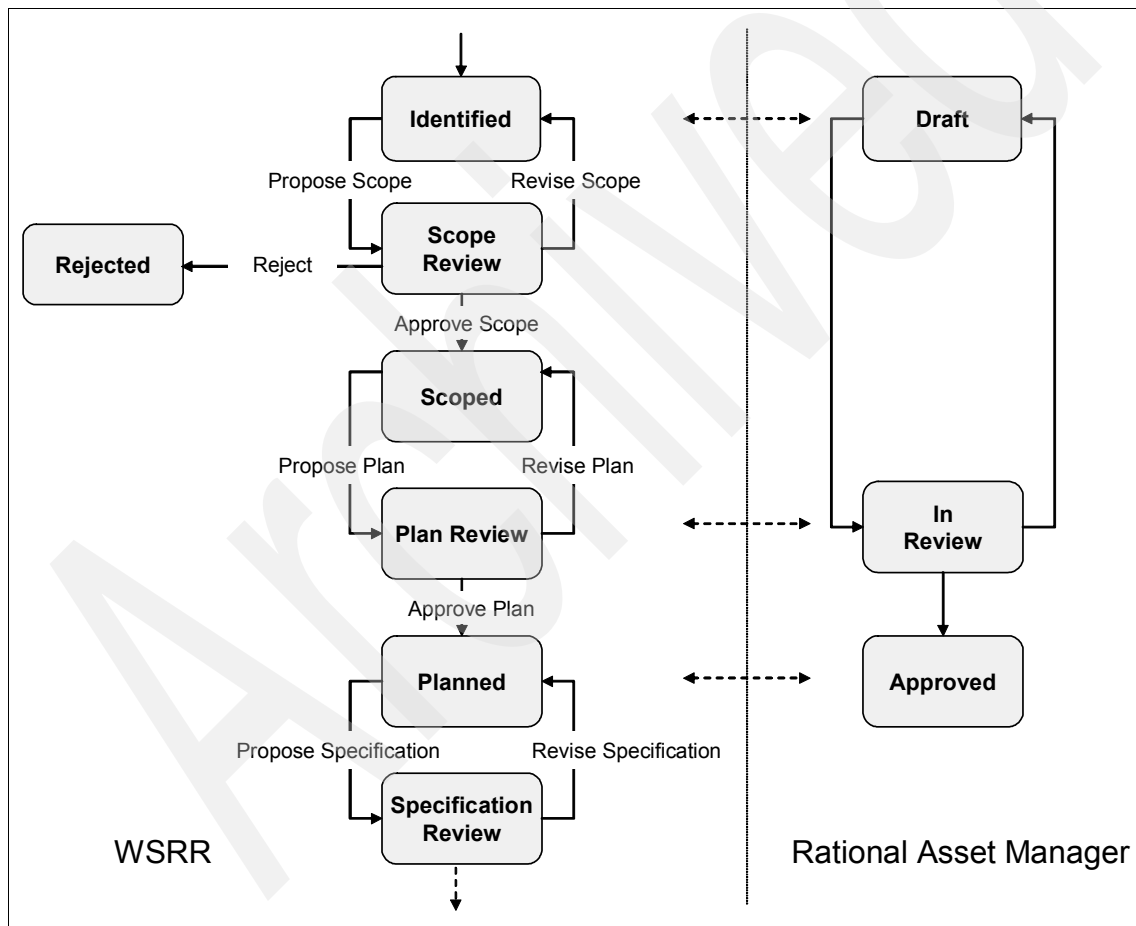 Identified
Draft
Propose Scope
Revise Scope
Scope
Review
Rejected
Reject
Approve Scope
Scoped
Propose Plan
Revise Plan
Plan Review
In
Review
Approve Plan
Planned
Approved
Propose Specification
Revise Specification
Specification
Review
WSRR
Rational Asset Manager
Archived